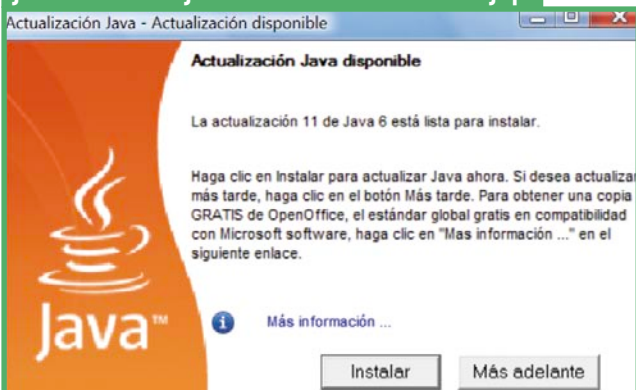 Actualización Java - Actualización disponible
Actualización Java disponible
La actualización 11 de Java 6 está lista para instalar.
Haga clic en Instalar para actualizar Java ahora. Si desea actualizar
más tarde, haga clic en el botón Más tarde. Para obtener una copia
GRATIS de OpenOffice, el estándar global gratis en compatibilidad
con Microsoft software, haga clic en "Mas información ..." en el
siguiente enlace.
Java™
Más información ...
Instalar
Más adelante